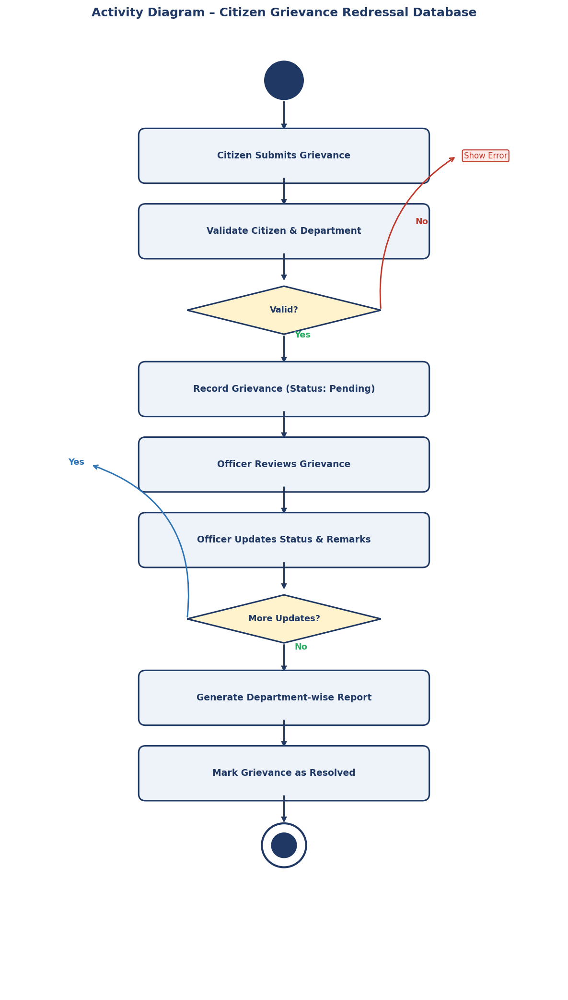 Activity Diagram – Citizen Grievance Redressal Database
Citizen Submits Grievance
Show Error
No
Validate Citizen & Department
Valid?
Yes
Record Grievance (Status: Pending)
Yes
Officer Reviews Grievance
Officer Updates Status & Remarks
More Updates?
No
Generate Department-wise Report
Mark Grievance as Resolved